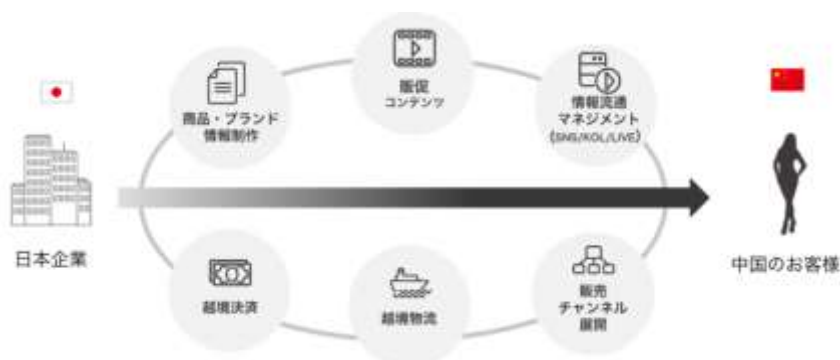 商品・ブランド
情報制作
販促
コンテンツ
情報流通
マネジメント
(SNS/KOL/LIVE)
日本企業
中国のお客様
越境決済
越境物流
販売
チャンネル
展開